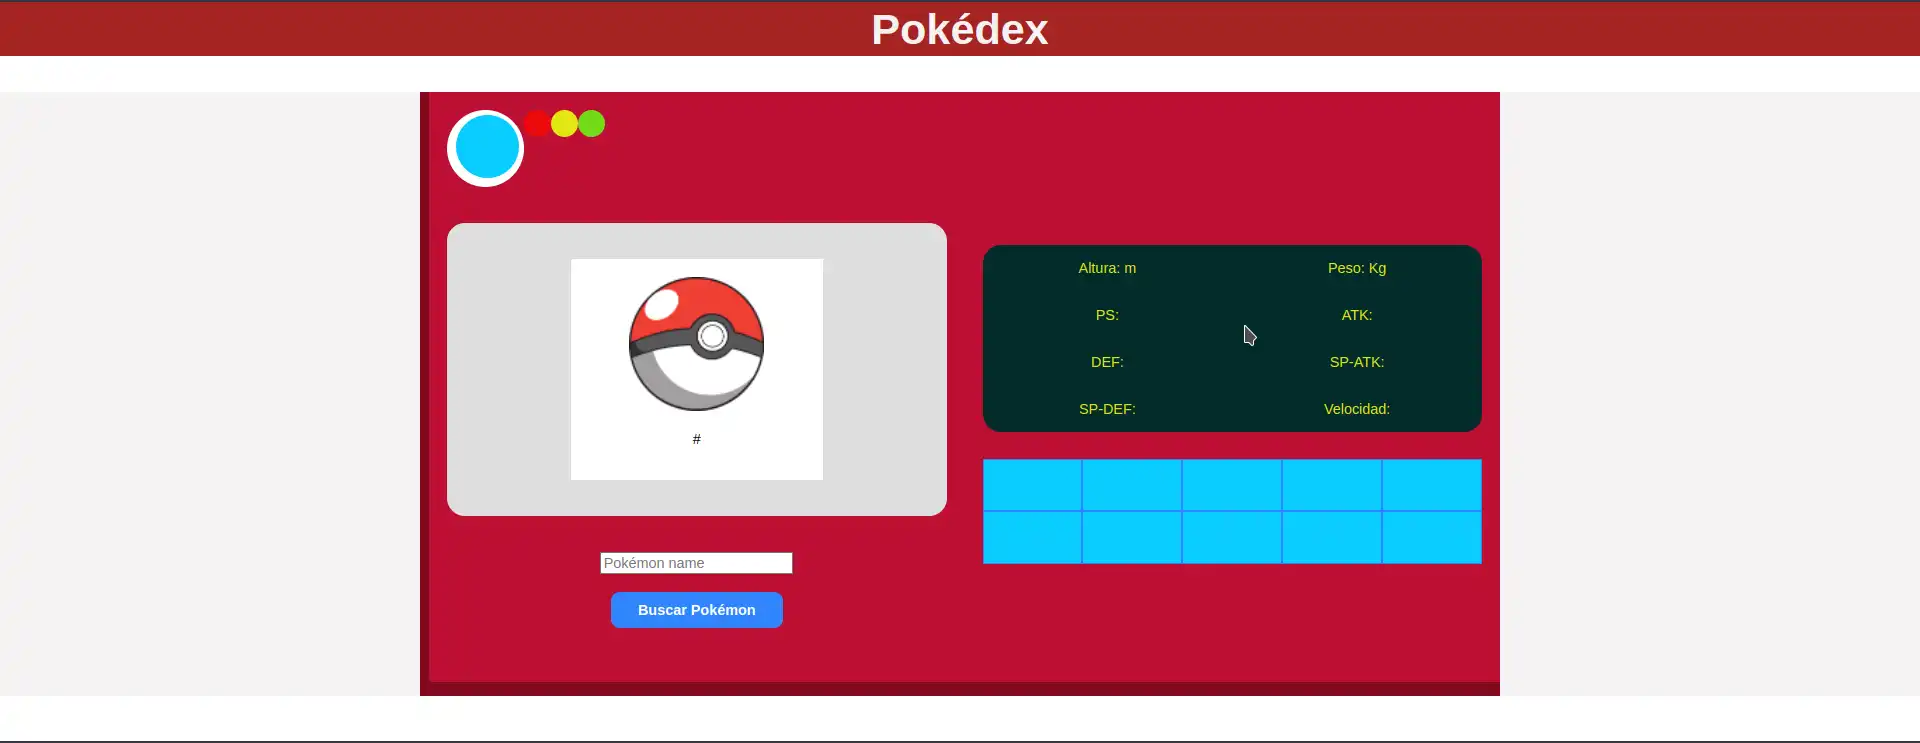 Pokédex
#
Pokémon name
Buscar Pokémon
Altura: m
Peso: Kg
PS:
ATK:
DEF:
SP-ATK:
SP-DEF:
Velocidad: